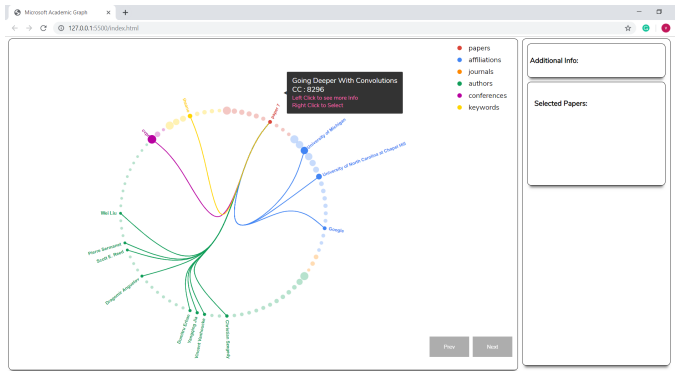 Microsoft Academic Graph
127.0.0.1:5500/index.html
papers
affiliations
journals
authors
conferences
keywords
Going Deeper With Convolutions
CC : 8296
Left Click to see more info
Right Click to Select
paper 7
University of Michigan
University of North Carolina at Chapel Hill
Google
Wei Liu
Pierre Sermanet
Scott E. Reed
Dragomir Anguelov
Dumitru Erhan
Yangqing Jia
Vincent Vanhoucke
Christian Szegedy
Prev
Next
Additional Info:
Selected Papers: